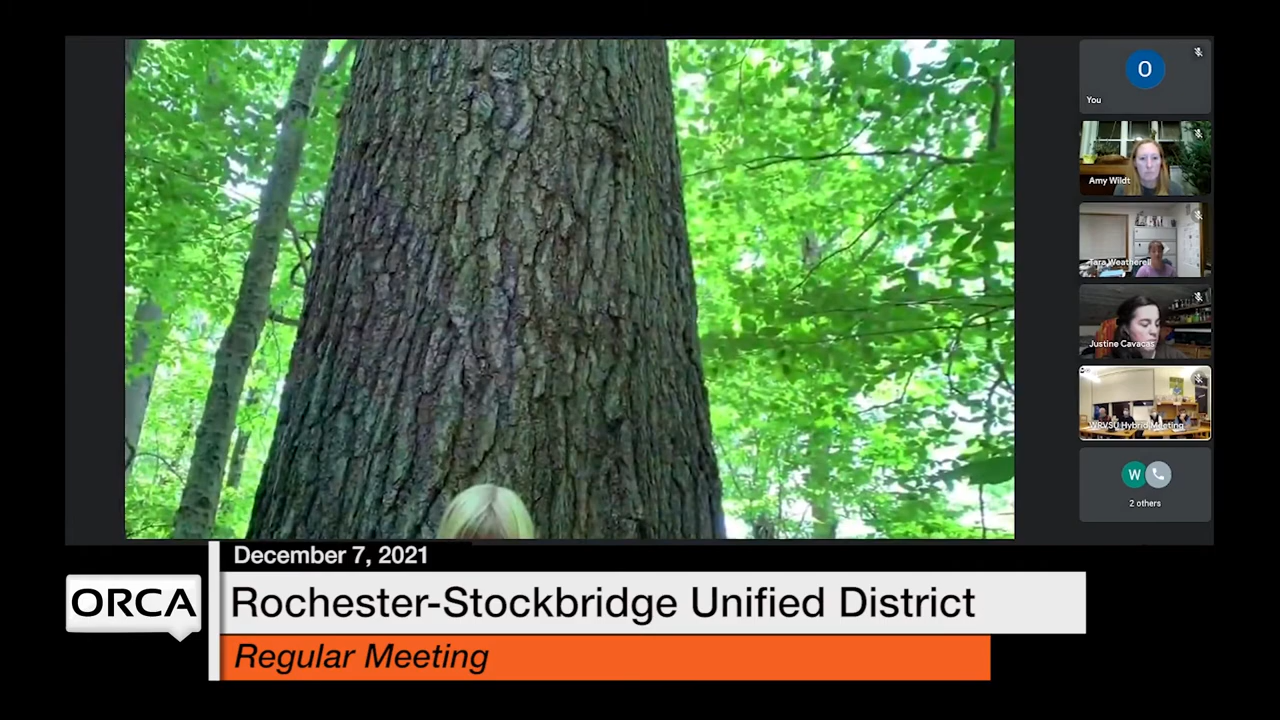 O
You
Amy Wildt
Tara Weatherell
Justine Cavacas
WRVSU Hybrid Meeting
W
2 others
December 7, 2021
ORCA
Rochester-Stockbridge Unified District
Regular Meeting